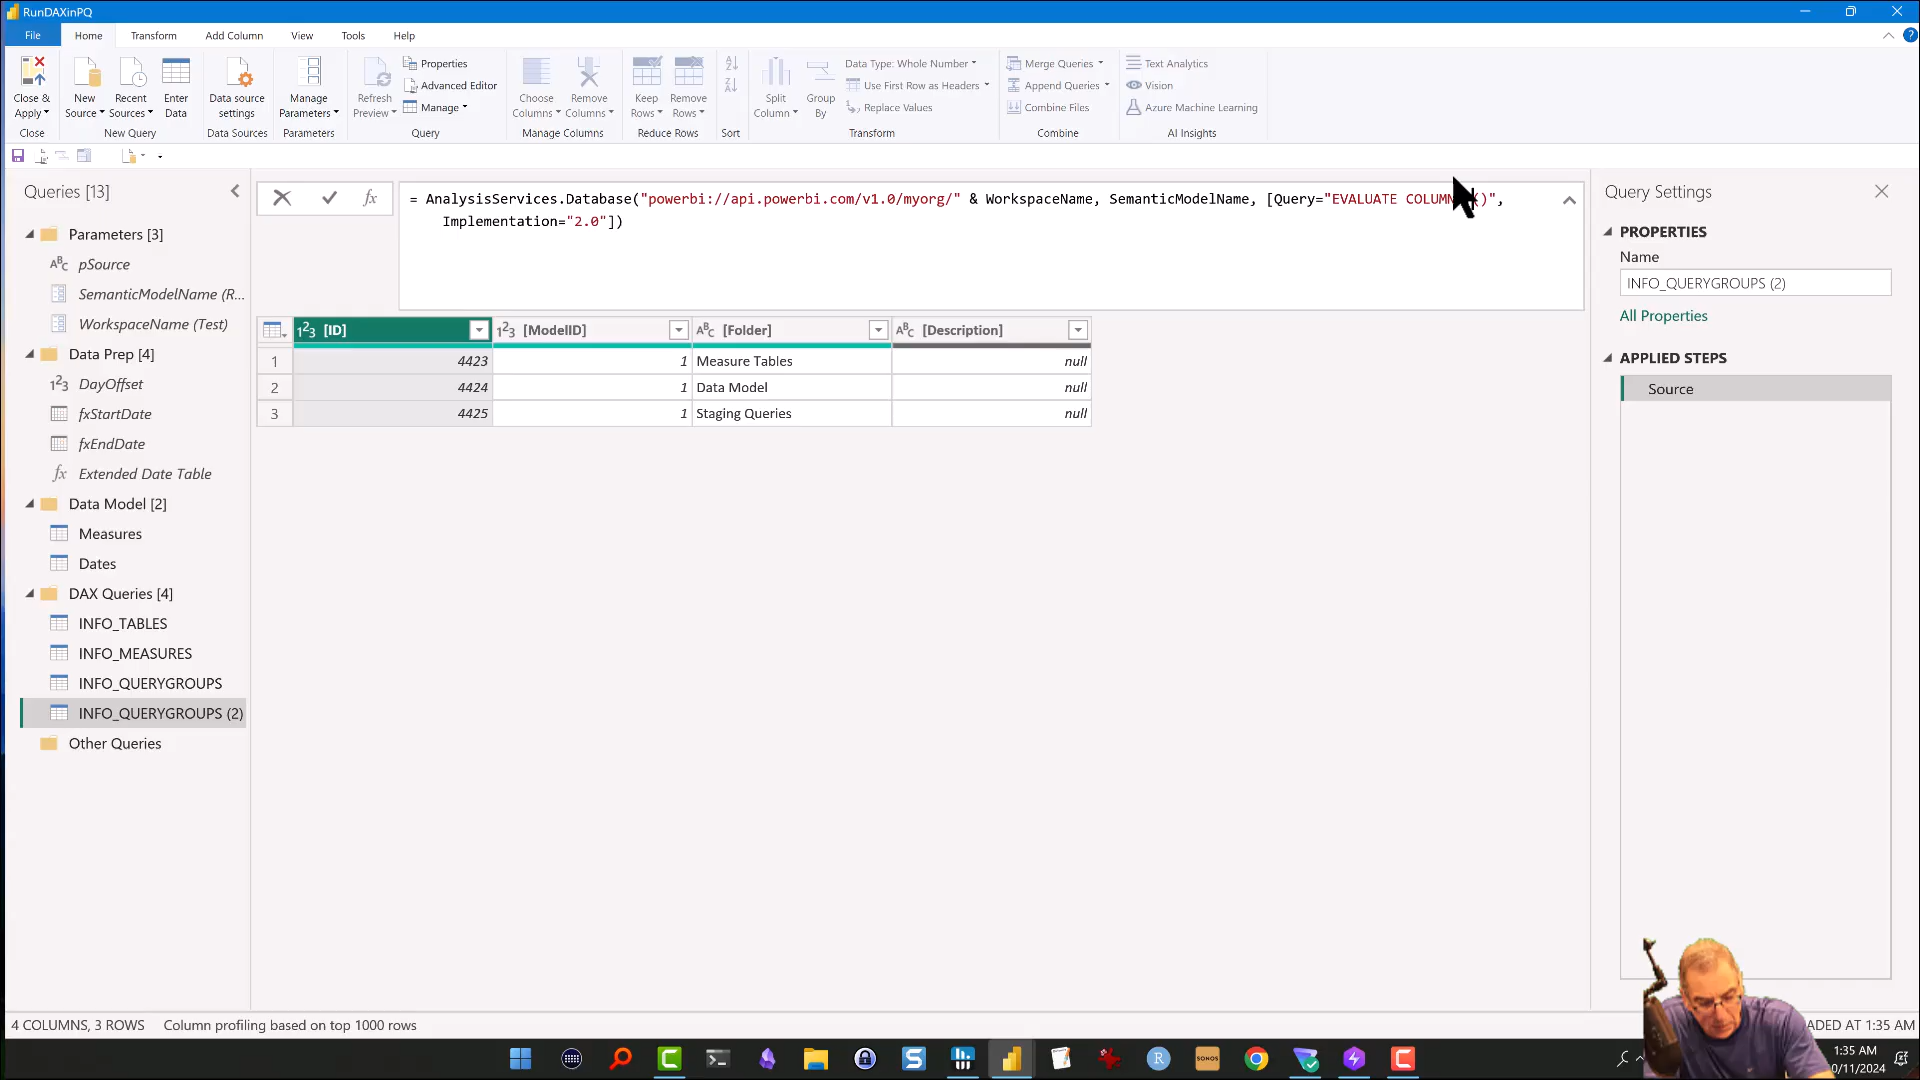 RunDAXinPQ
File Home Transform Add Column View Tools Help
Close & Apply
New Source
Recent Sources
Enter Data
Data source settings
Manage Parameters
Refresh Preview
Properties
Advanced Editor
Manage
Choose Columns
Remove Columns
Keep Rows
Remove Rows
Split Column
Group By
Data Type: Whole Number
Use First Row as Headers
Replace Values
Merge Queries
Append Queries
Combine Files
Text Analytics
Vision
Azure Machine Learning
Close New Query Data Sources Parameters Query Manage Columns Reduce Rows Sort Transform Combine AI Insights
Queries [13]
Parameters [3]
pSource
SemanticModelName (R...
WorkspaceName (Test)
Data Prep [4]
DayOffset
fxStartDate
fxEndDate
Extended Date Table
Data Model [2]
Measures
Dates
DAX Queries [4]
INFO_TABLES
INFO_MEASURES
INFO_QUERYGROUPS
INFO_QUERYGROUPS (2)
Other Queries
= AnalysisServices.Database("powerbi://api.powerbi.com/v1.0/myorg/" & WorkspaceName, SemanticModelName, [Query="EVALUATE ()",
Implementation="2.0"])
[ID] [ModelID] [Folder] [Description]
1 4423 1 Measure Tables null
2 4424 1 Data Model null
3 4425 1 Staging Queries null
Query Settings
PROPERTIES
Name
INFO_QUERYGROUPS (2)
All Properties
APPLIED STEPS
Source
4 COLUMNS, 3 ROWS Column profiling based on top 1000 rows
AT 1:35 AM
SONOS
1:35 AM
0/11/2024